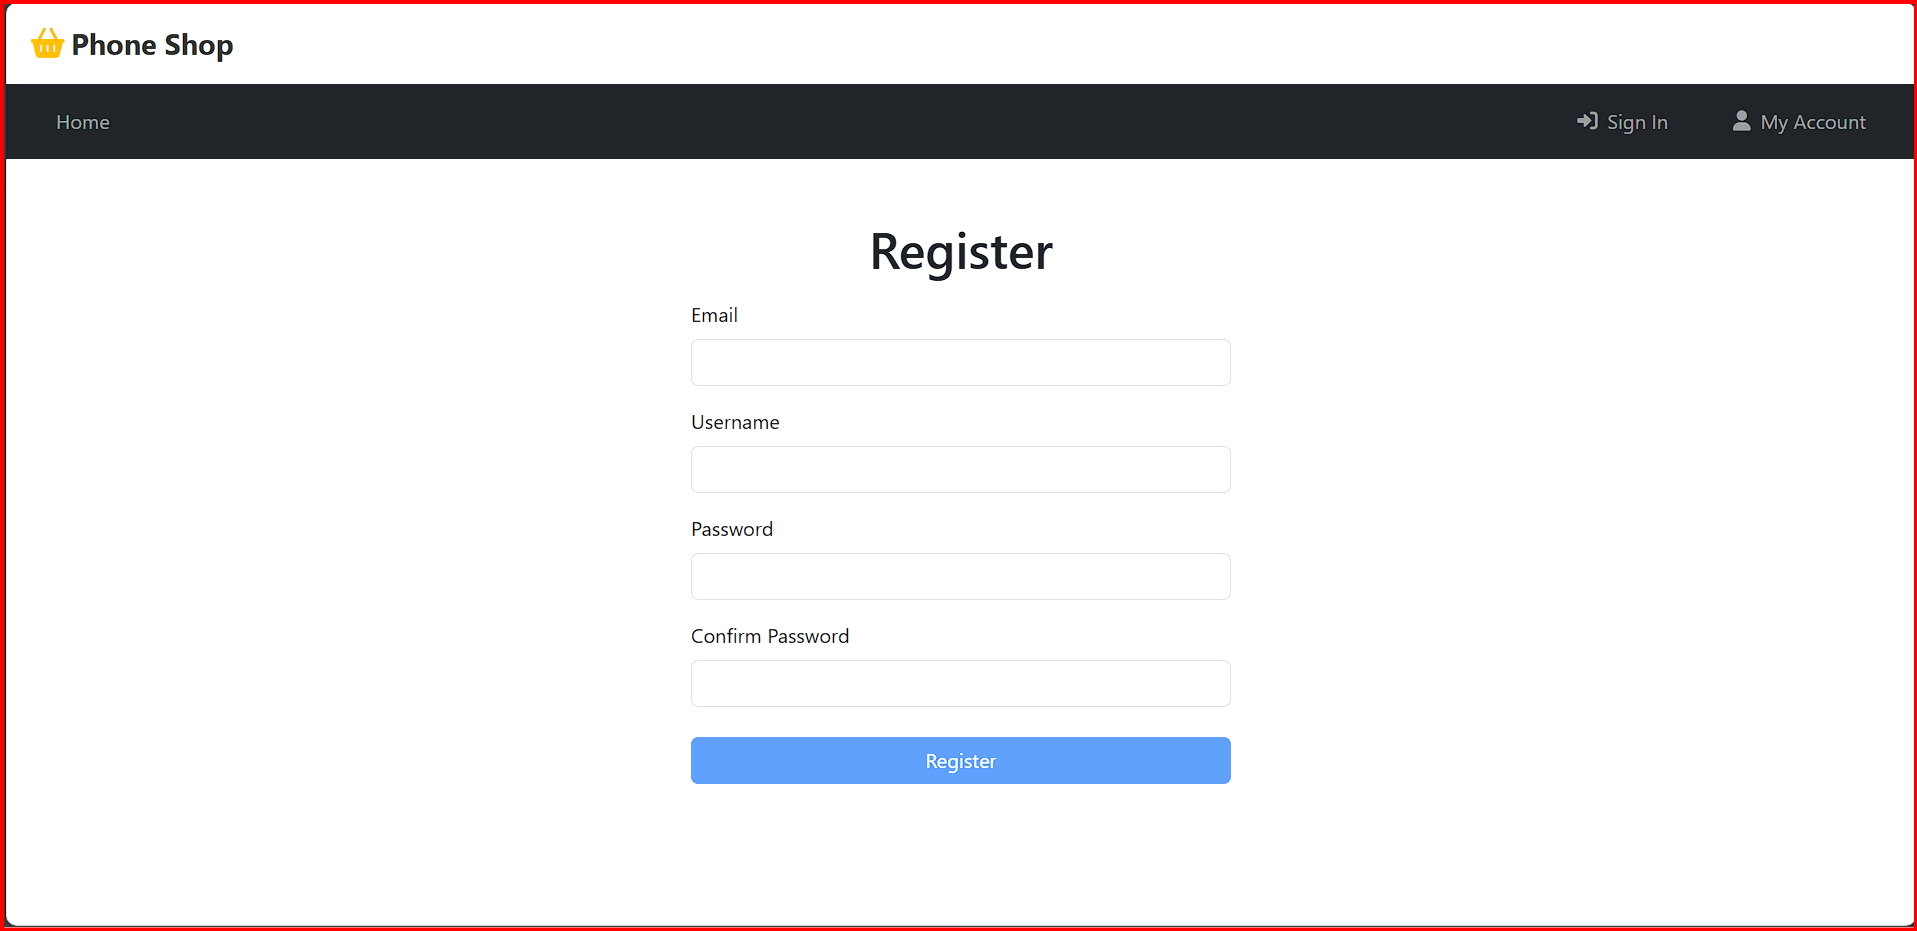 Phone Shop
Home
Sign In
My Account
Register
Email
Username
Password
Confirm Password
Register